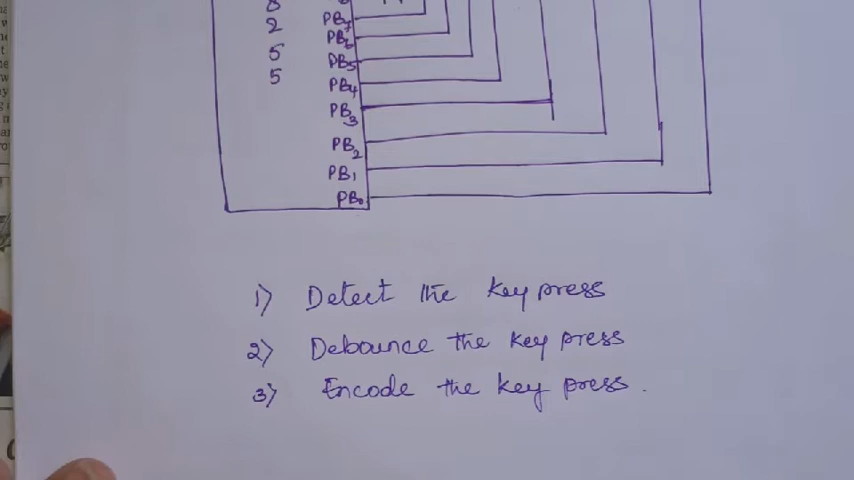 8
2
5
5
PB7
PB6
PB5
PB4
PB3
PB2
PB1
PB0
1) Detect the key press
2) Debounce the key press
3) Encode the key press.